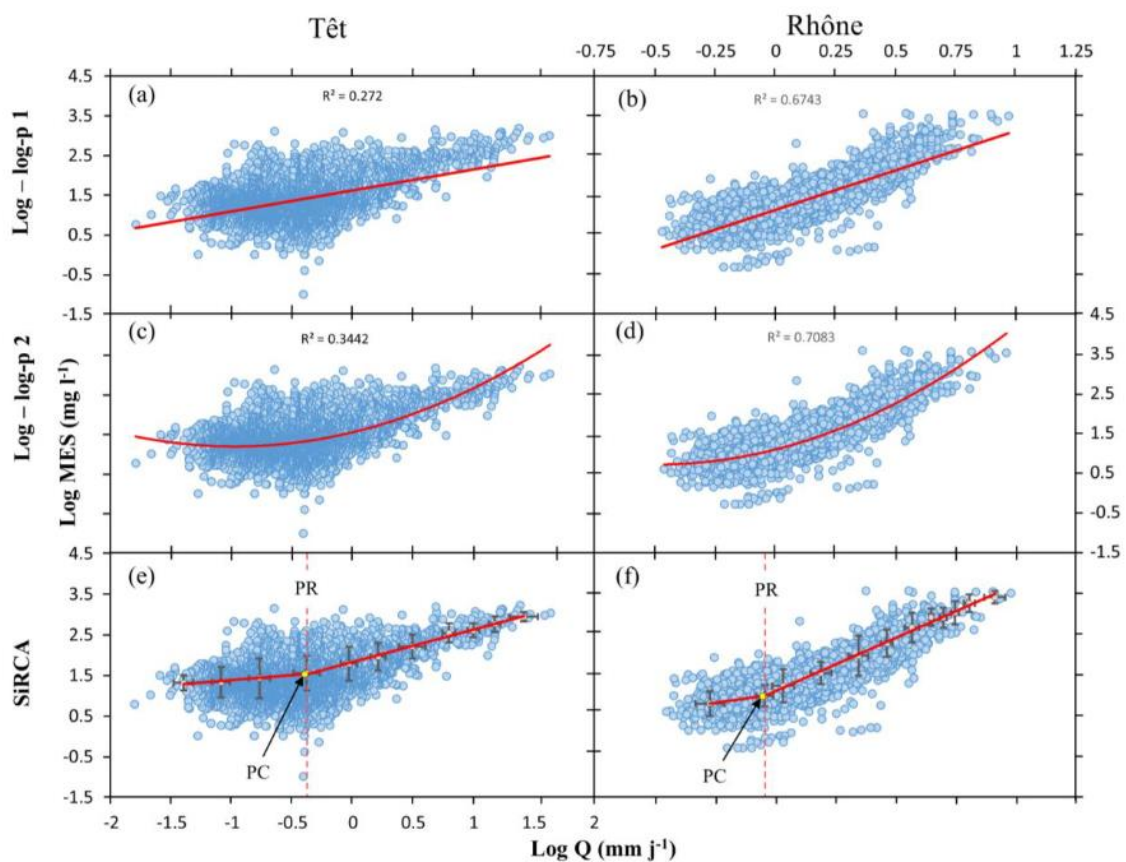 Têt
Rhône
-0.75 -0.5 -0.25 0 0.25 0.5 0.75 1 1.25
Log – log-p 1
4.5
3.5
2.5
1.5
0.5
-0.5
-1.5
(a)
R² = 0.272
(b)
R² = 0.6743
Log – log-p 2
Log MES (mg l⁻¹)
(c)
R² = 0.3442
(d)
R² = 0.7083
4.5
3.5
2.5
1.5
0.5
-0.5
-1.5
SiRCA
4.5
3.5
2.5
1.5
0.5
-0.5
-1.5
(e)
PR
PC
(f)
PR
PC
-2 -1.5 -1 -0.5 0 0.5 1 1.5 2
Log Q (mm j⁻¹)